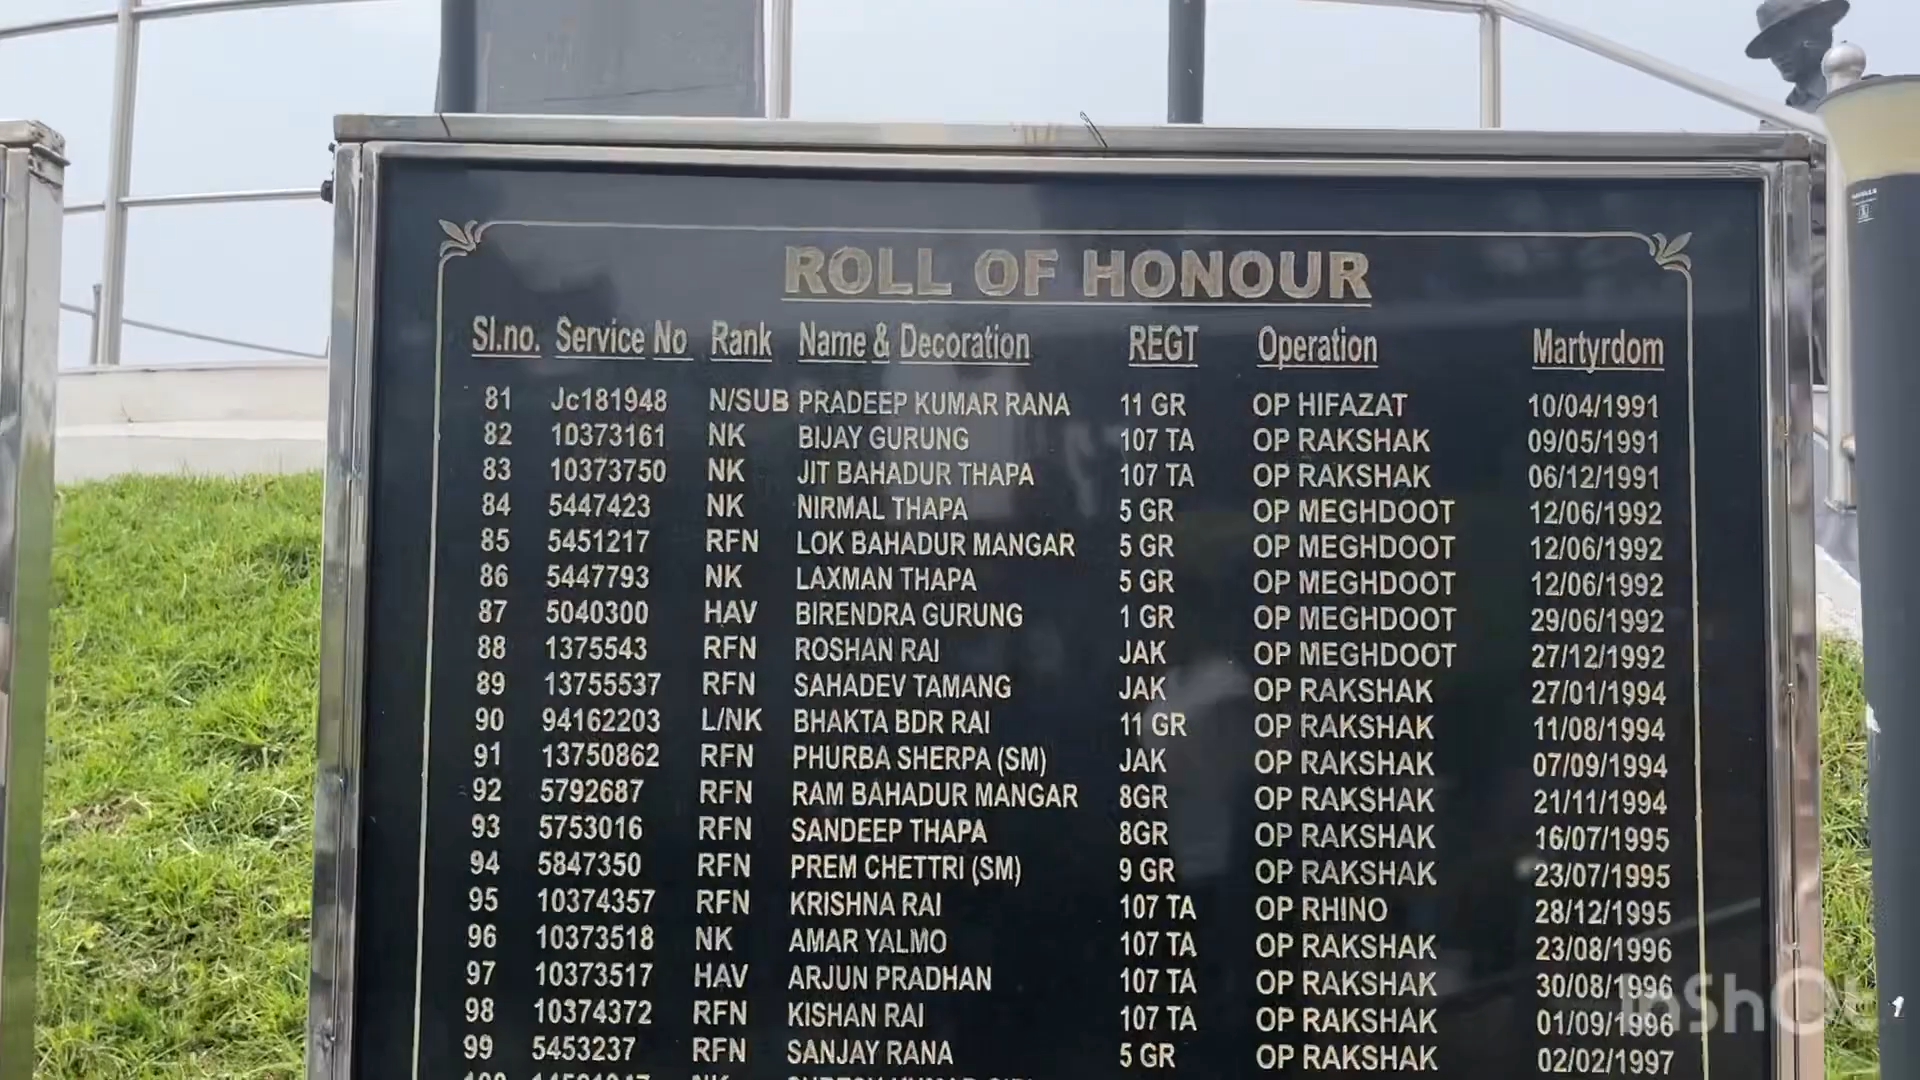 ROLL OF HONOUR
Sl.no. Service No Rank Name & Decoration REGT Operation Martyrdom
81 Jc181948 N/SUB PRADEEP KUMAR RANA 11 GR OP HIFAZAT 10/04/1991
82 10373161 NK BIJAY GURUNG 107 TA OP RAKSHAK 09/05/1991
83 10373750 NK JIT BAHADUR THAPA 107 TA OP RAKSHAK 06/12/1991
84 5447423 NK NIRMAL THAPA 5 GR OP MEGHDOOT 12/06/1992
85 5451217 RFN LOK BAHADUR MANGAR 5 GR OP MEGHDOOT 12/06/1992
86 5447793 NK LAXMAN THAPA 5 GR OP MEGHDOOT 12/06/1992
87 5040300 HAV BIRENDRA GURUNG 1 GR OP MEGHDOOT 29/06/1992
88 1375543 RFN ROSHAN RAI JAK OP MEGHDOOT 27/12/1992
89 13755537 RFN SAHADEV TAMANG JAK OP RAKSHAK 27/01/1994
90 94162203 L/NK BHAKTA BDR RAI 11 GR OP RAKSHAK 11/08/1994
91 13750862 RFN PHURBA SHERPA (SM) JAK OP RAKSHAK 07/09/1994
92 5792687 RFN RAM BAHADUR MANGAR 8GR OP RAKSHAK 21/11/1994
93 5753016 RFN SANDEEP THAPA 8GR OP RAKSHAK 16/07/1995
94 5847350 RFN PREM CHETTRI (SM) 9 GR OP RAKSHAK 23/07/1995
95 10374357 RFN KRISHNA RAI 107 TA OP RHINO 28/12/1995
96 10373518 NK AMAR YALMO 107 TA OP RAKSHAK 23/08/1996
97 10373517 HAV ARJUN PRADHAN 107 TA OP RAKSHAK 30/08/1996
98 10374372 RFN KISHAN RAI 107 TA OP RAKSHAK 01/09/1996
99 5453237 RFN SANJAY RANA 5 GR OP RAKSHAK 02/02/1997
InShOt